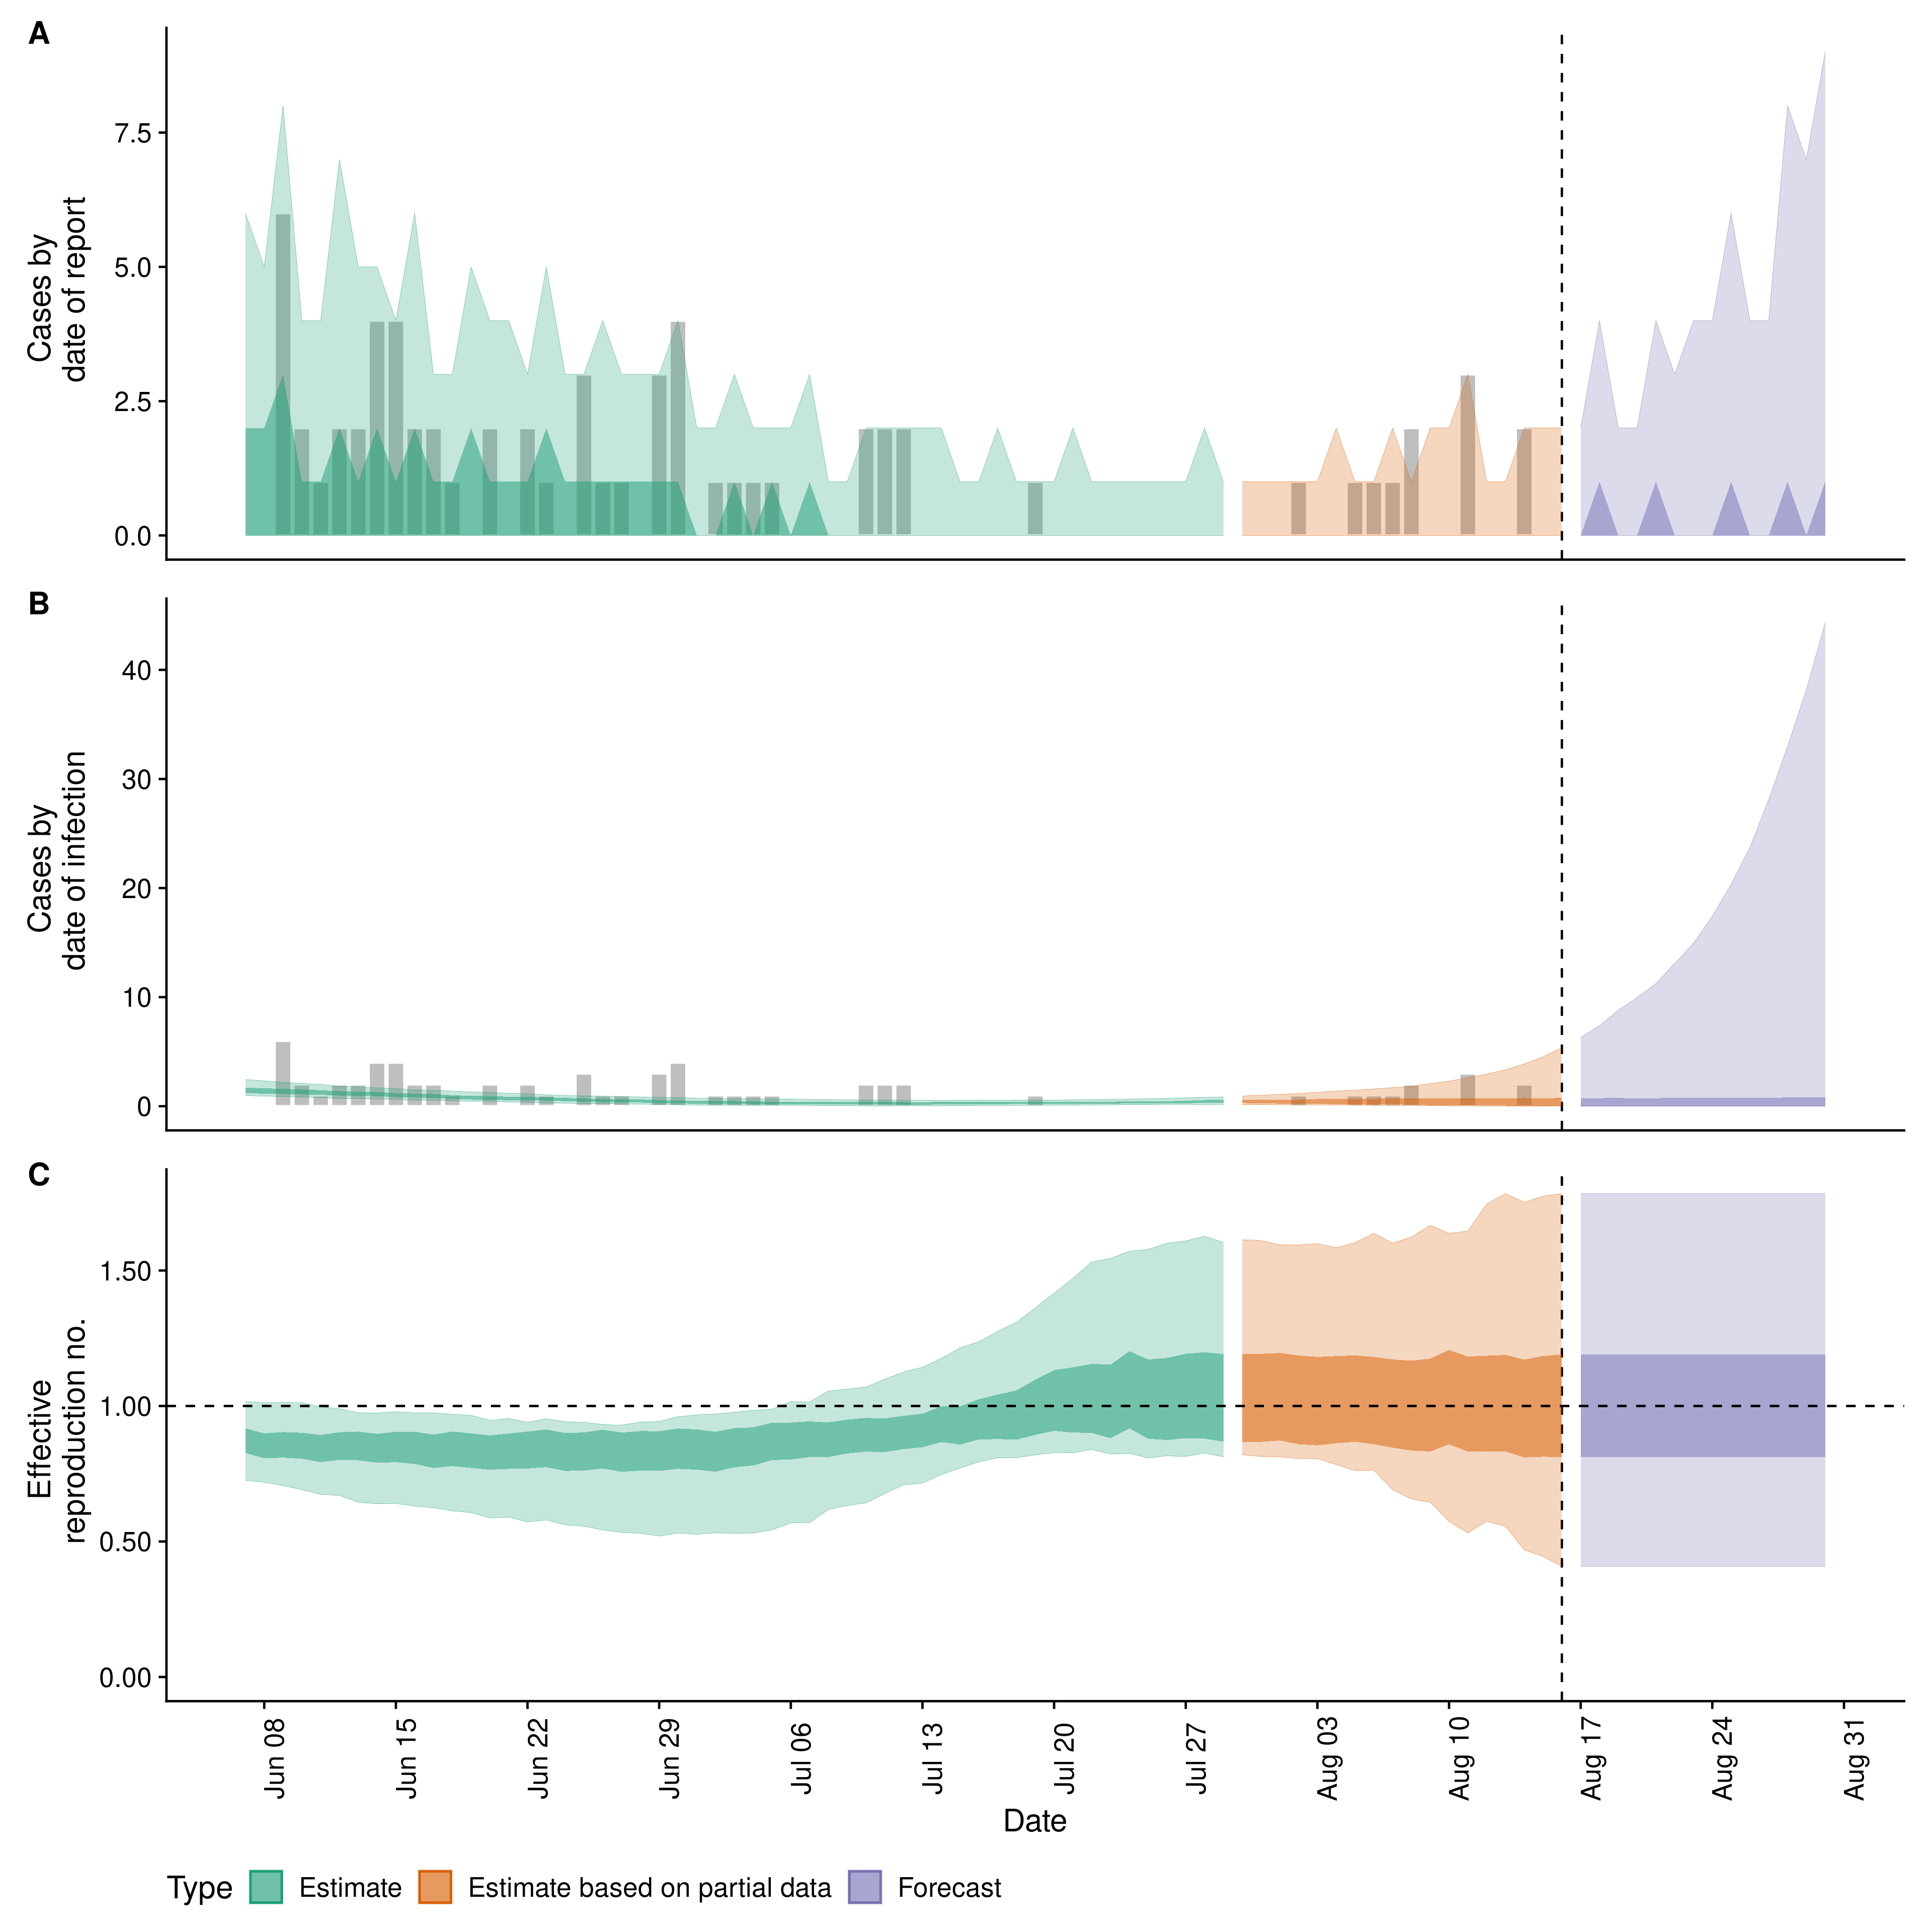 A
Cases by
date of report
7.5
5.0
2.5
0.0
B
Cases by
date of infection
40
30
20
10
0
C
Effective
reproduction no.
1.50
1.00
0.50
0.00
Jun 08
Jun 15
Jun 22
Jun 29
Jul 06
Jul 13
Jul 20
Jul 27
Aug 03
Aug 10
Aug 17
Aug 24
Aug 31
Date
Type Estimate Estimate based on partial data Forecast